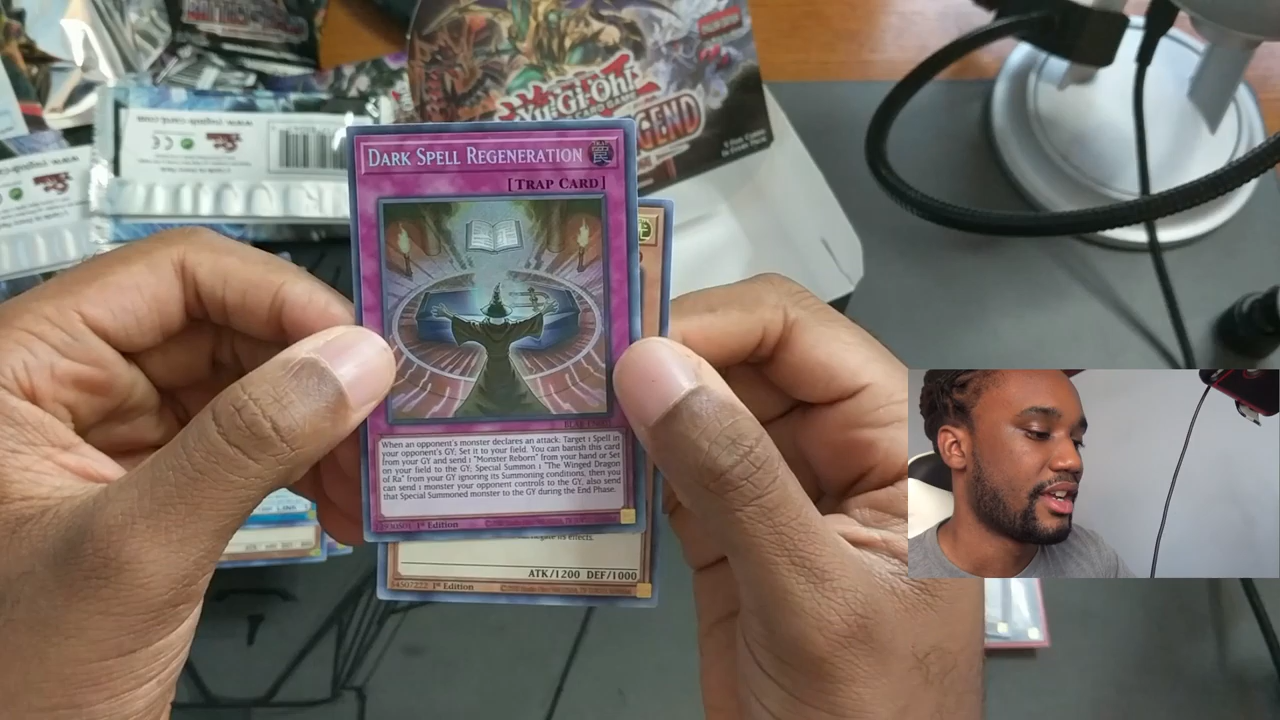 Yu-Gi-Oh!
LEGEND
DARK SPELL REGENERATION
[TRAP CARD]
When an opponent's monster declares an attack: Target 1 Spell in
your opponent's GY; Set it to your field. You can banish this card
from your GY and send 1 "Monster Reborn" from your hand or Set
on your field to the GY; Special Summon 1 "The Winged Dragon
of Ra" from your GY ignoring its Summoning conditions, then you
can send 1 monster your opponent controls to the GY, also send
that Special Summoned monster to the GY during the End Phase.
1st Edition
its effects.
ATK/1200 DEF/1000
1st Edition